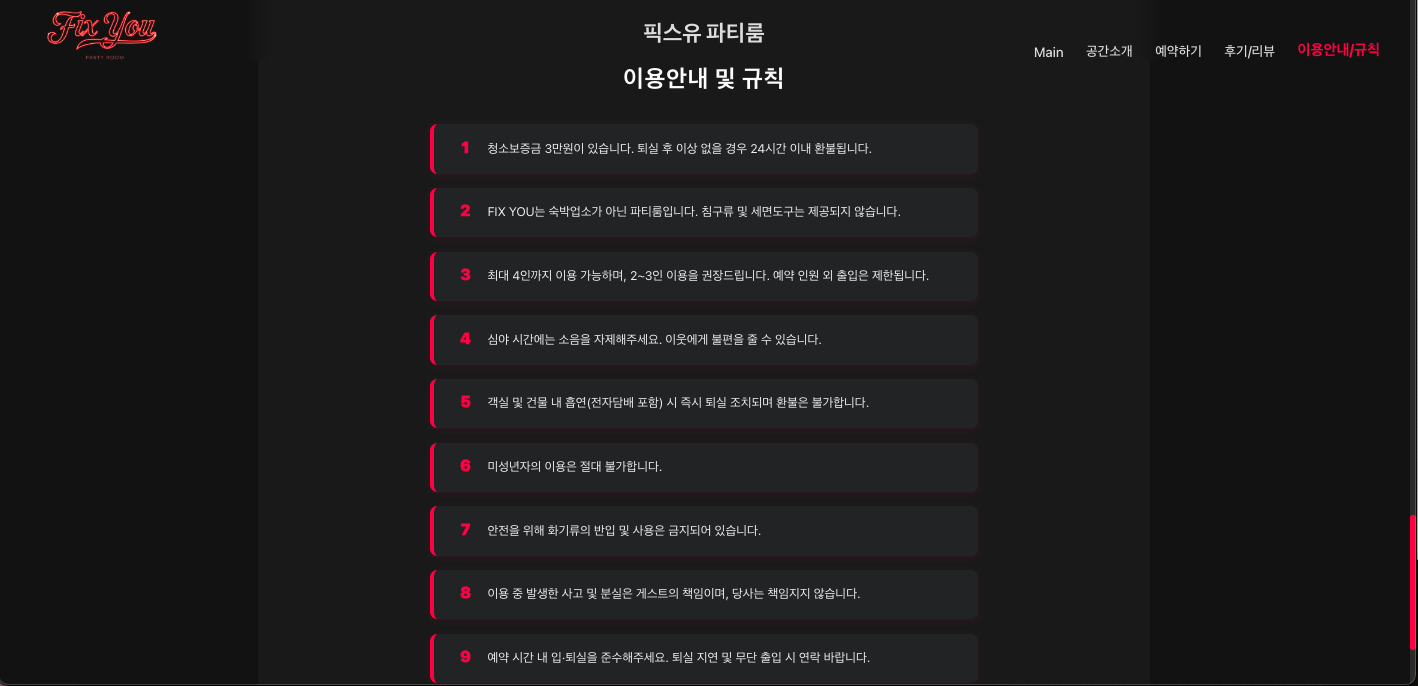 Fix You
PARTY ROOM
Main
공간소개
예약하기
후기/리뷰
이용안내/규칙
픽스유 파티룸
이용안내 및 규칙
1 청소보증금 3만원이 있습니다. 퇴실 후 이상 없을 경우 24시간 이내 환불됩니다.
2 FIX YOU는 숙박업소가 아닌 파티룸입니다. 침구류 및 세면도구는 제공되지 않습니다.
3 최대 4인까지 이용 가능하며, 2~3인 이용을 권장드립니다. 예약 인원 외 출입은 제한됩니다.
4 심야 시간에는 소음을 자제해주세요. 이웃에게 불편을 줄 수 있습니다.
5 객실 및 건물 내 흡연(전자담배 포함) 시 즉시 퇴실 조치되며 환불은 불가합니다.
6 미성년자의 이용은 절대 불가합니다.
7 안전을 위해 화기류의 반입 및 사용은 금지되어 있습니다.
8 이용 중 발생한 사고 및 분실은 게스트의 책임이며, 당사는 책임지지 않습니다.
9 예약 시간 내 입·퇴실을 준수해주세요. 퇴실 지연 및 무단 출입 시 연락 바랍니다.